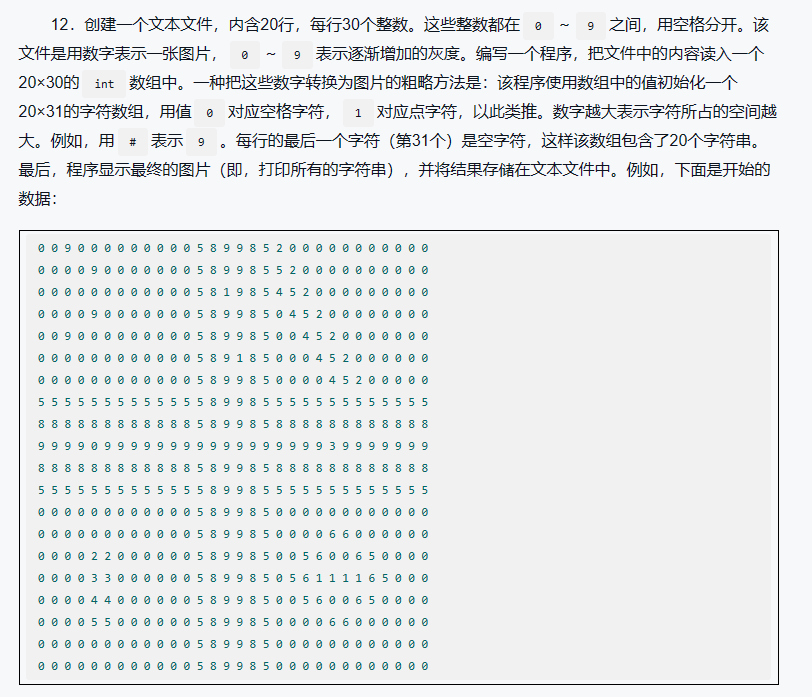 12．创建一个文本文件，内含20行，每行30个整数。这些整数都在 0 ~ 9 之间，用空格分开。该
文件是用数字表示一张图片， 0 ~ 9 表示逐渐增加的灰度。编写一个程序，把文件中的内容读入一个
20×30的 int 数组中。一种把这些数字转换为图片的粗略方法是：该程序使用数组中的值初始化一个
20×31的字符数组，用值 0 对应空格字符， 1 对应点字符，以此类推。数字越大表示字符所占的空间越
大。例如，用 # 表示 9 。每行的最后一个字符（第31个）是空字符，这样该数组包含了20个字符串。
最后，程序显示最终的图片（即，打印所有的字符串），并将结果存储在文本文件中。例如，下面是开始的
数据：
0 0 9 0 0 0 0 0 0 0 0 0 5 8 9 9 8 5 2 0 0 0 0 0 0 0 0 0 0 0
0 0 0 0 9 0 0 0 0 0 0 0 5 8 9 9 8 5 5 2 0 0 0 0 0 0 0 0 0 0
0 0 0 0 0 0 0 0 0 0 0 0 5 8 1 9 8 5 4 5 2 0 0 0 0 0 0 0 0 0
0 0 0 0 9 0 0 0 0 0 0 0 5 8 9 9 8 5 0 4 5 2 0 0 0 0 0 0 0 0
0 0 9 0 0 0 0 0 0 0 0 0 5 8 9 9 8 5 0 0 4 5 2 0 0 0 0 0 0 0
0 0 0 0 0 0 0 0 0 0 0 0 5 8 9 1 8 5 0 0 0 4 5 2 0 0 0 0 0 0
0 0 0 0 0 0 0 0 0 0 0 0 5 8 9 9 8 5 0 0 0 0 4 5 2 0 0 0 0 0
5 5 5 5 5 5 5 5 5 5 5 5 5 8 9 9 8 5 5 5 5 5 5 5 5 5 5 5 5 5
8 8 8 8 8 8 8 8 8 8 8 8 5 8 9 9 8 5 8 8 8 8 8 8 8 8 8 8 8 8
9 9 9 9 0 9 9 9 9 9 9 9 9 9 9 9 9 9 9 9 9 9 3 9 9 9 9 9 9 9
8 8 8 8 8 8 8 8 8 8 8 8 5 8 9 9 8 5 8 8 8 8 8 8 8 8 8 8 8 8
5 5 5 5 5 5 5 5 5 5 5 5 5 8 9 9 8 5 5 5 5 5 5 5 5 5 5 5 5 5
0 0 0 0 0 0 0 0 0 0 0 0 5 8 9 9 8 5 0 0 0 0 0 0 0 0 0 0 0 0
0 0 0 0 0 0 0 0 0 0 0 0 5 8 9 9 8 5 0 0 0 0 6 6 0 0 0 0 0 0
0 0 0 0 2 2 0 0 0 0 0 0 5 8 9 9 8 5 0 0 5 6 0 0 6 5 0 0 0 0
0 0 0 0 3 3 0 0 0 0 0 0 5 8 9 9 8 5 0 5 6 1 1 1 1 6 5 0 0 0
0 0 0 0 4 4 0 0 0 0 0 0 5 8 9 9 8 5 0 0 5 6 0 0 6 5 0 0 0 0
0 0 0 0 5 5 0 0 0 0 0 0 5 8 9 9 8 5 0 0 0 0 6 6 0 0 0 0 0 0
0 0 0 0 0 0 0 0 0 0 0 0 5 8 9 9 8 5 0 0 0 0 0 0 0 0 0 0 0 0
0 0 0 0 0 0 0 0 0 0 0 0 5 8 9 9 8 5 0 0 0 0 0 0 0 0 0 0 0 0